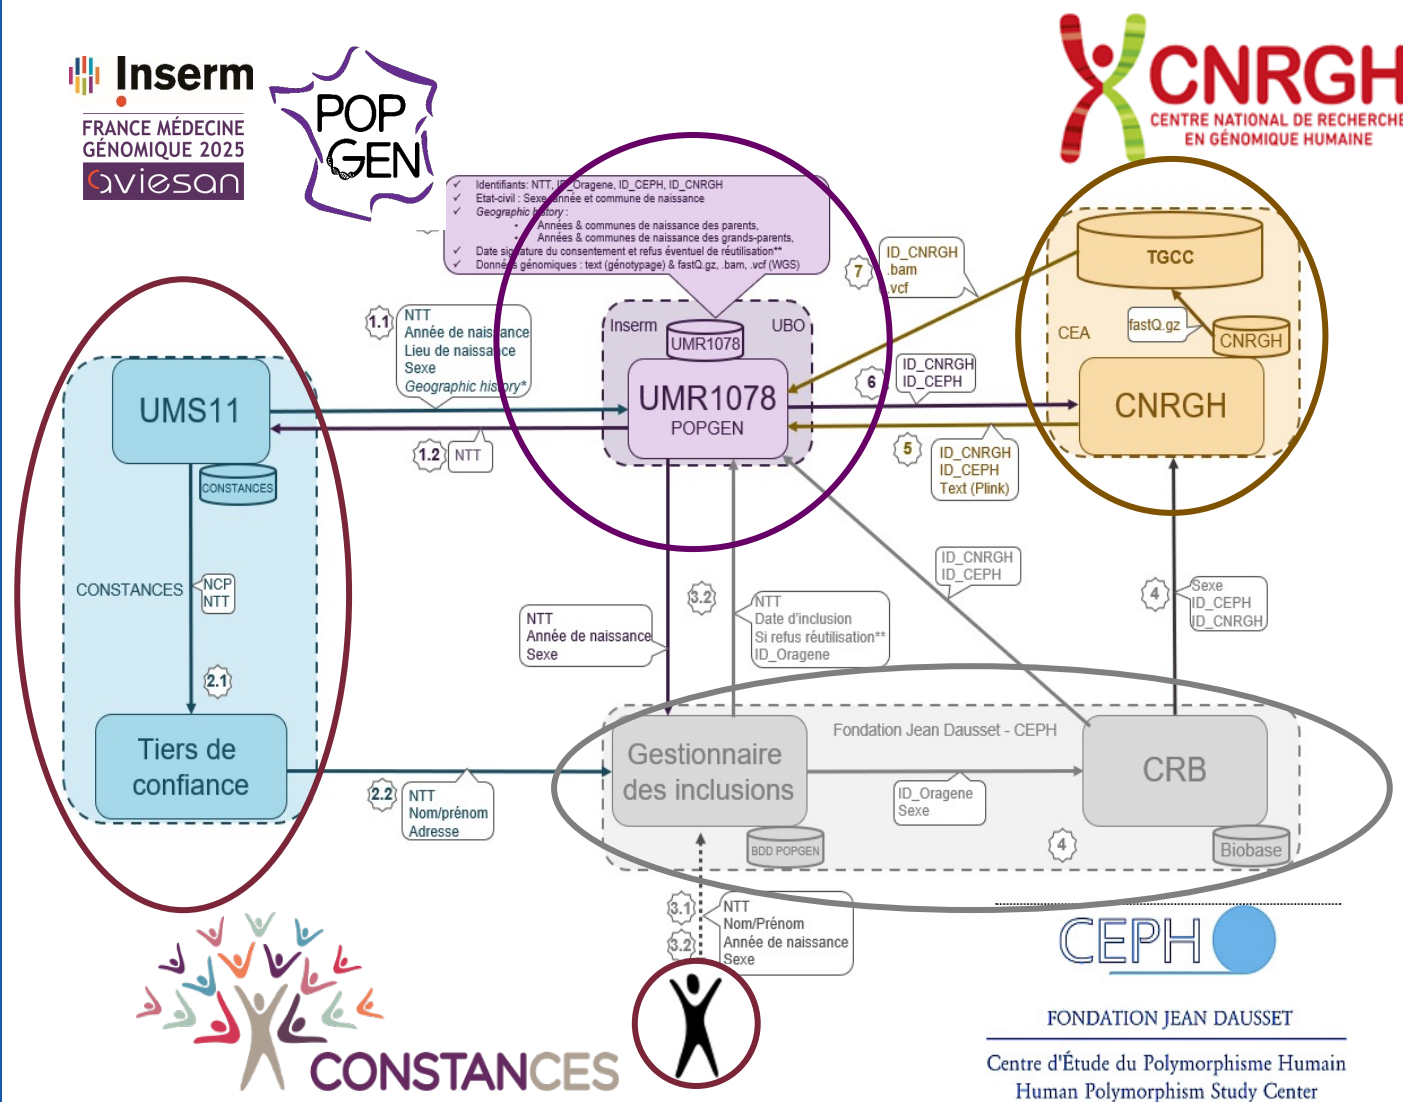 Inserm
FRANCE MÉDECINE
GÉNOMIQUE 2025
aviesan
POP
GEN
CNRGH
CENTRE NATIONAL DE RECHERCHE
EN GÉNOMIQUE HUMAINE
✓ Identifiants: NTT, ID_Oragene, ID_CEPH, ID_CNRGH
✓ Etat-civil : Sexe, année et commune de naissance
✓ Geographic history :
• Années & communes de naissance des parents,
• Années & communes de naissance des grands-parents,
✓ Date signature du consentement et refus éventuel de réutilisation**
✓ Données génomiques : text (génotypage) & fastQ.gz, .bam, .vcf (WGS)
7
ID_CNRGH
.bam
.vcf
TGCC
fastQ.gz
CNRGH
CEA
CNRGH
1.1
NTT
Année de naissance
Lieu de naissance
Sexe
Geographic history*
Inserm
UBO
UMR1078
UMR1078
POPGEN
6
ID_CNRGH
ID_CEPH
5
ID_CNRGH
ID_CEPH
Text (Plink)
UMS11
CONSTANCES
1.2
NTT
CONSTANCES
NCP
NTT
2.1
Tiers de
confiance
2.2
NTT
Nom/prénom
Adresse
NTT
Année de naissance
Sexe
3.2
NTT
Date d'inclusion
Si refus réutilisation**
ID_Oragene
ID_CNRGH
ID_CEPH
4
Sexe
ID_CEPH
ID_CNRGH
Fondation Jean Dausset - CEPH
Gestionnaire
des inclusions
BDD POPGEN
ID_Oragene
Sexe
CRB
4
Biobase
3.1
3.2
NTT
Nom/Prénom
Année de naissance
Sexe
CONSTANCES
CEPH
FONDATION JEAN DAUSSET
Centre d'Étude du Polymorphisme Humain
Human Polymorphism Study Center